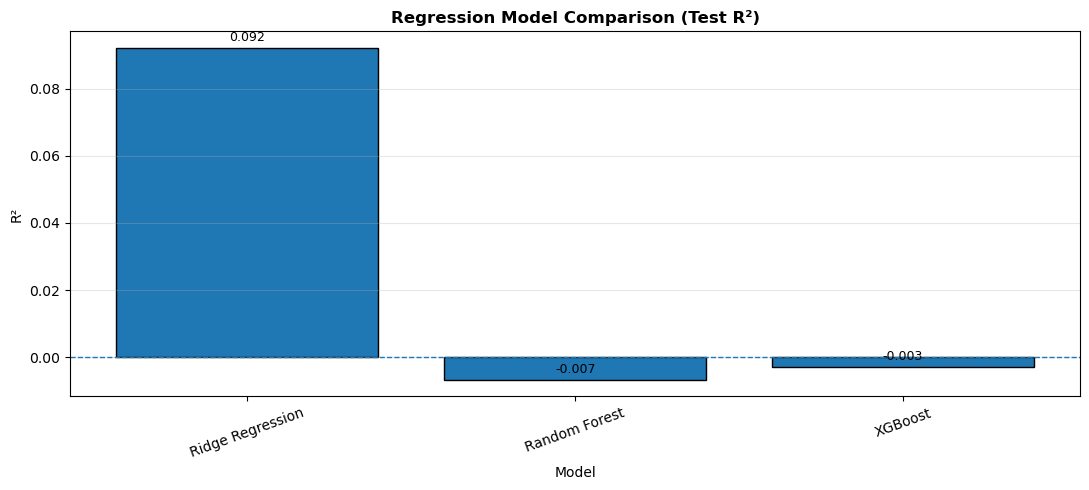 Regression Model Comparison (Test R²)
0.092
0.08
0.06
0.04
0.02
0.00
R²
-0.007
-0.003
Ridge Regression
Random Forest
XGBoost
Model